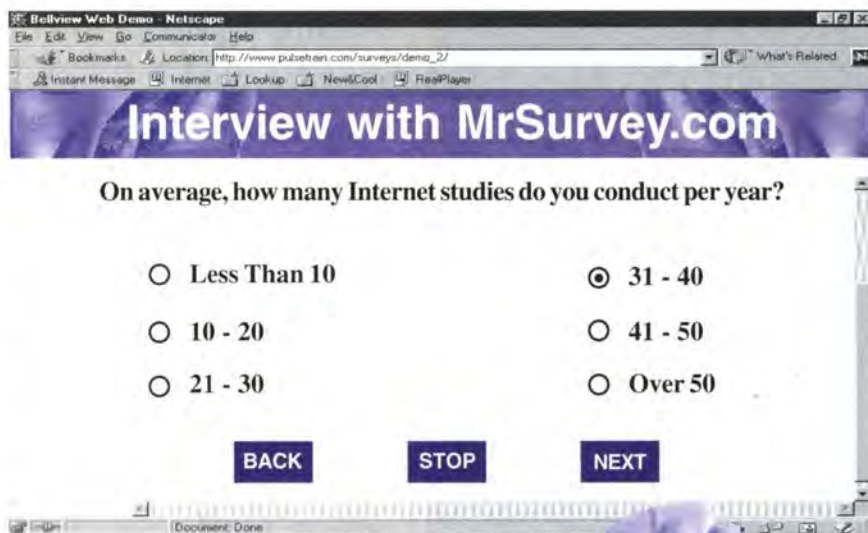 Bellview Web Demo - Netscape
File Edit View Go Communicator Help
Bookmarks Location: http://www.pulsetrain.com/surveys/demo_2/ What's Related
Instant Message Internet Lookup New&Cool RealPlayer
Interview with MrSurvey.com
On average, how many Internet studies do you conduct per year?
Less Than 10 31 - 40
10 - 20 41 - 50
21 - 30 Over 50
BACK STOP NEXT
Document: Done